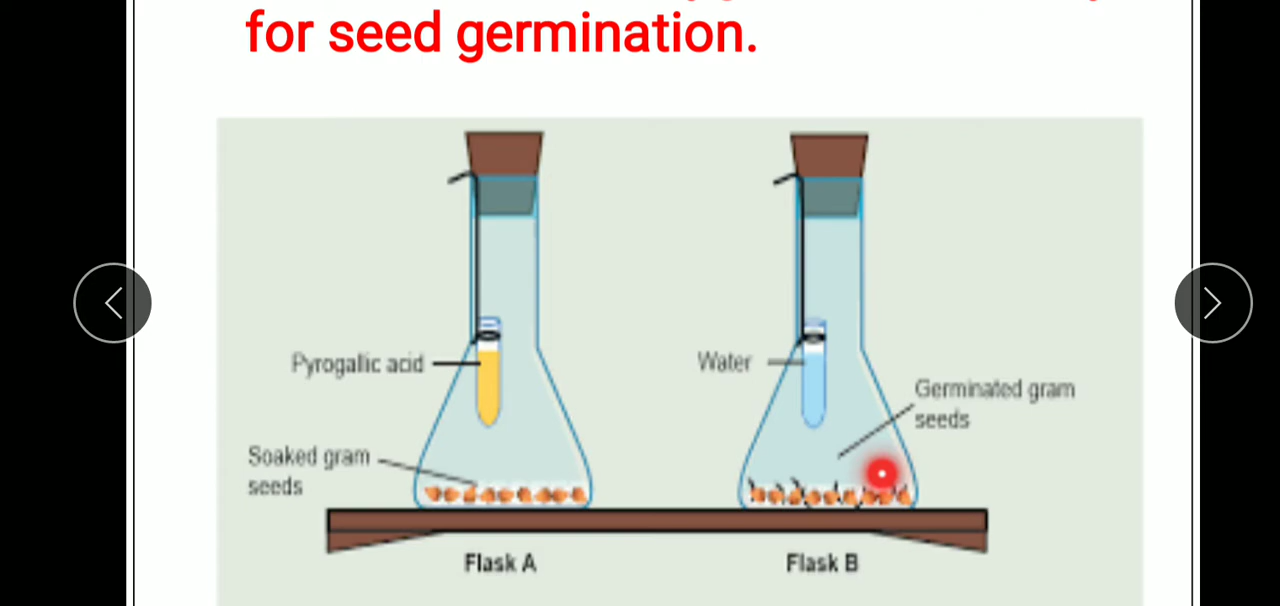 for seed germination.
Pyrogallic acid
Water
Germinated gram
seeds
Soaked gram
seeds
Flask A
Flask B